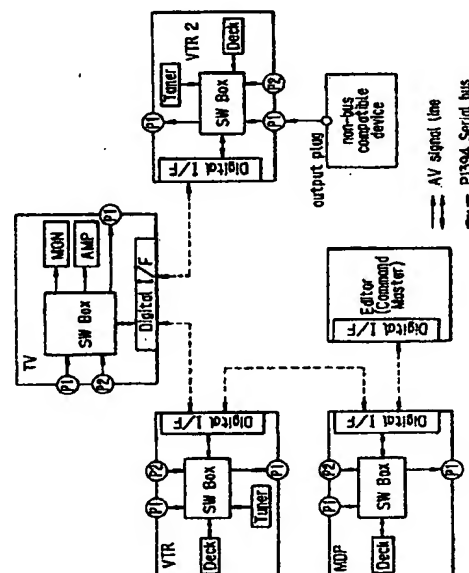 TV
P1
P2
SW Box
MON
AMP
P1
Digital I/F
VTR 2
P1
Tuner
Deck
SW Box
Digital I/F
P1
P2
output plug
non-bus
compatible
device
VTR
P1
P2
SW Box
Deck
Tuner
P1
Digital I/F
MDP
P1
P2
SW Box
Deck
P1
Digital I/F
Editor
(Command
Master)
Digital I/F
AV signal line
P1394 Serial bus